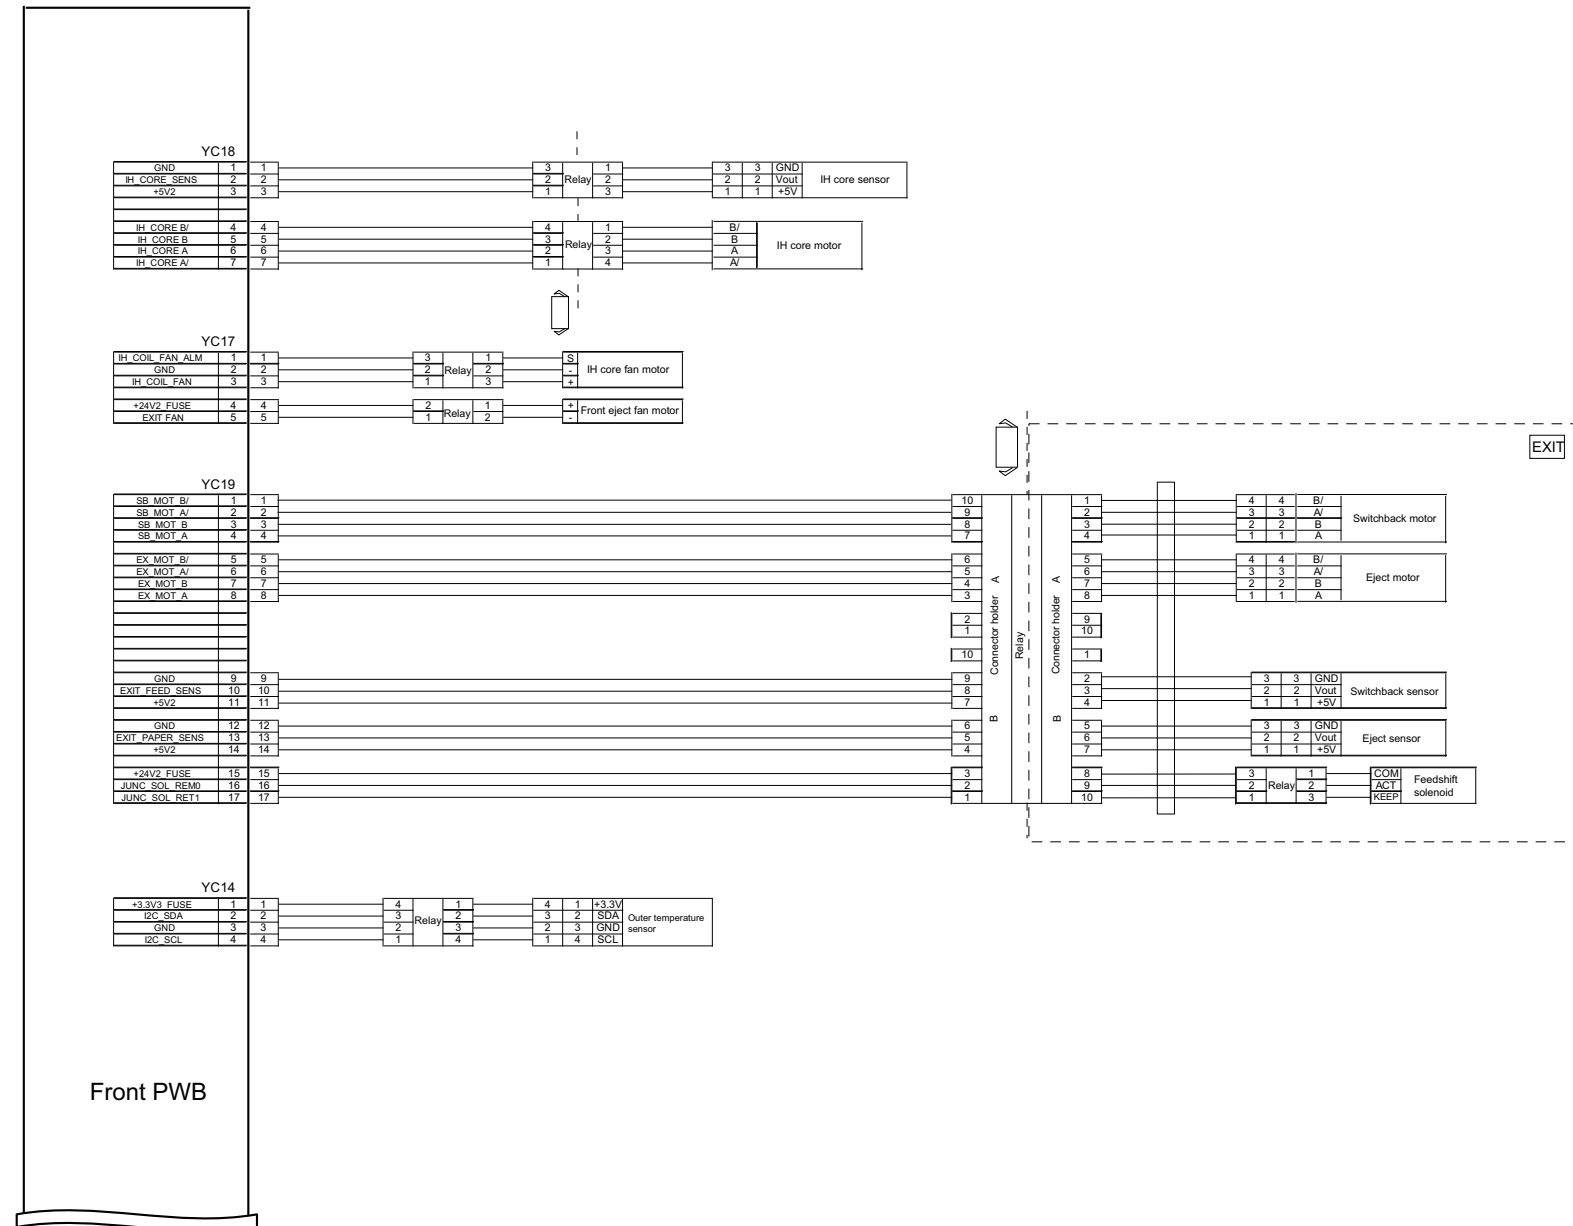 YC18
GND 1 1 3 Relay 1 3 3 GND IH core sensor
IH_CORE_SENS 2 2 2 2 2 2 Vout
+5V2 3 3 1 3 1 1 +5V
IH_CORE B/ 4 4 4 Relay 1 B/ IH core motor
IH_CORE B 5 5 3 2 B
IH_CORE A 6 6 2 3 A
IH_CORE A/ 7 7 1 4 A/
YC17
IH_COIL_FAN_ALM 1 1 3 Relay 1 S IH core fan motor
GND 2 2 2 2 -
IH_COIL_FAN 3 3 1 3 +
+24V2_FUSE 4 4 2 Relay 1 + Front eject fan motor
EXIT FAN 5 5 1 2 -
EXIT
YC19
SB_MOT_B/ 1 1 10 1 4 4 B/ Switchback motor
SB_MOT_A/ 2 2 9 2 3 3 A/
SB_MOT_B 3 3 8 3 2 2 B
SB_MOT_A 4 4 7 4 1 1 A
EX_MOT_B/ 5 5 6 5 4 4 B/ Eject motor
EX_MOT_A/ 6 6 5 6 3 3 A/
EX_MOT_B 7 7 4 7 2 2 B
EX_MOT_A 8 8 3 8 1 1 A
2 9
1 10
10 1
Connector holder A B
Relay
Connector holder A B
GND 9 9 9 2 3 3 GND Switchback sensor
EXIT_FEED_SENS 10 10 8 3 2 2 Vout
+5V2 11 11 7 4 1 1 +5V
GND 12 12 6 5 3 3 GND Eject sensor
EXIT_PAPER_SENS 13 13 5 6 2 2 Vout
+5V2 14 14 4 7 1 1 +5V
+24V2_FUSE 15 15 3 8 3 Relay 1 COM Feedshift
JUNC_SOL_REM0 16 16 2 9 2 2 ACT solenoid
JUNC_SOL_RET1 17 17 1 10 1 3 KEEP
YC14
+3.3V3_FUSE 1 1 4 Relay 1 4 1 +3.3V Outer temperature
I2C_SDA 2 2 3 2 3 2 SDA sensor
GND 3 3 2 3 2 3 GND
I2C_SCL 4 4 1 4 1 4 SCL
Front PWB